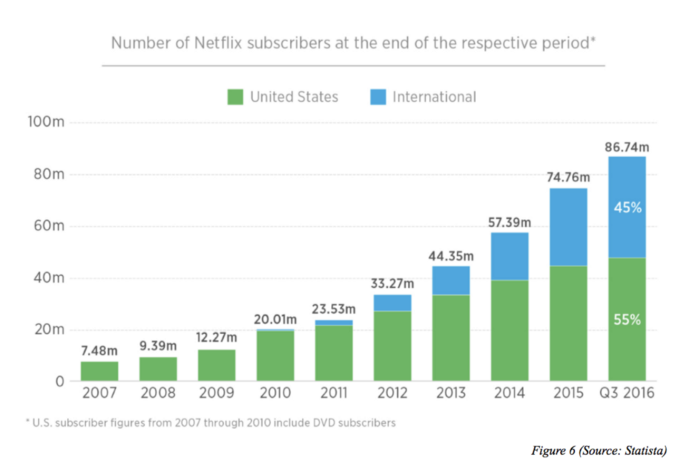 Number of Netflix subscribers at the end of the respective period*
United States
International
100m
80m
60m
40m
20m
0
7.48m
9.39m
12.27m
20.01m
23.53m
33.27m
44.35m
57.39m
74.76m
86.74m
45%
55%
2007 2008 2009 2010 2011 2012 2013 2014 2015 Q3 2016
* U.S. subscriber figures from 2007 through 2010 include DVD subscribers
Figure 6 (Source: Statista)